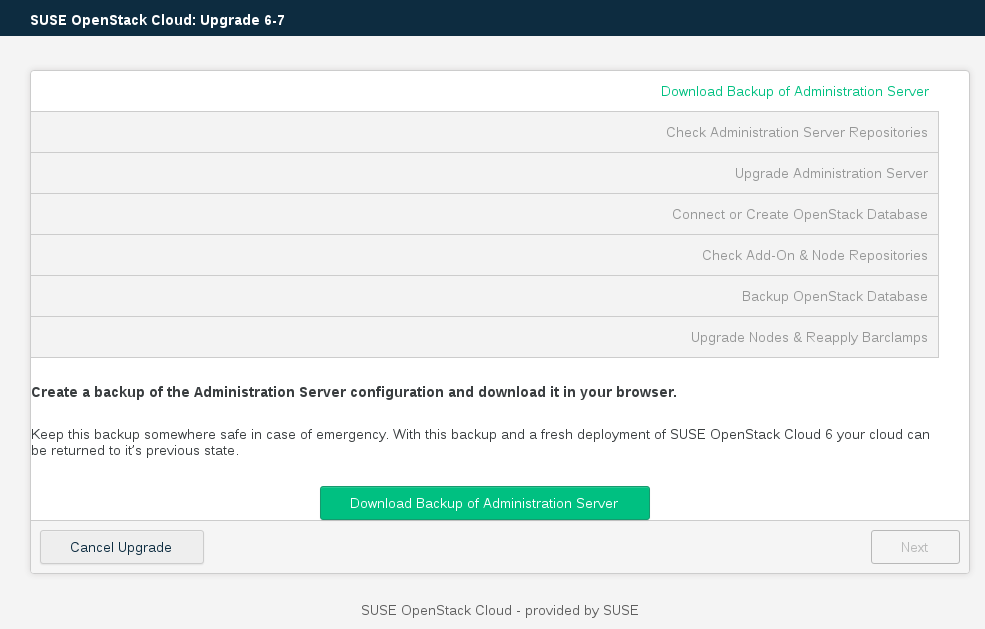 SUSE OpenStack Cloud: Upgrade 6-7
Download Backup of Administration Server
Check Administration Server Repositories
Upgrade Administration Server
Connect or Create OpenStack Database
Check Add-On & Node Repositories
Backup OpenStack Database
Upgrade Nodes & Reapply Barclamps
Create a backup of the Administration Server configuration and download it in your browser.
Keep this backup somewhere safe in case of emergency. With this backup and a fresh deployment of SUSE OpenStack Cloud 6 your cloud can
be returned to it's previous state.
Download Backup of Administration Server
Cancel Upgrade
Next
SUSE OpenStack Cloud - provided by SUSE